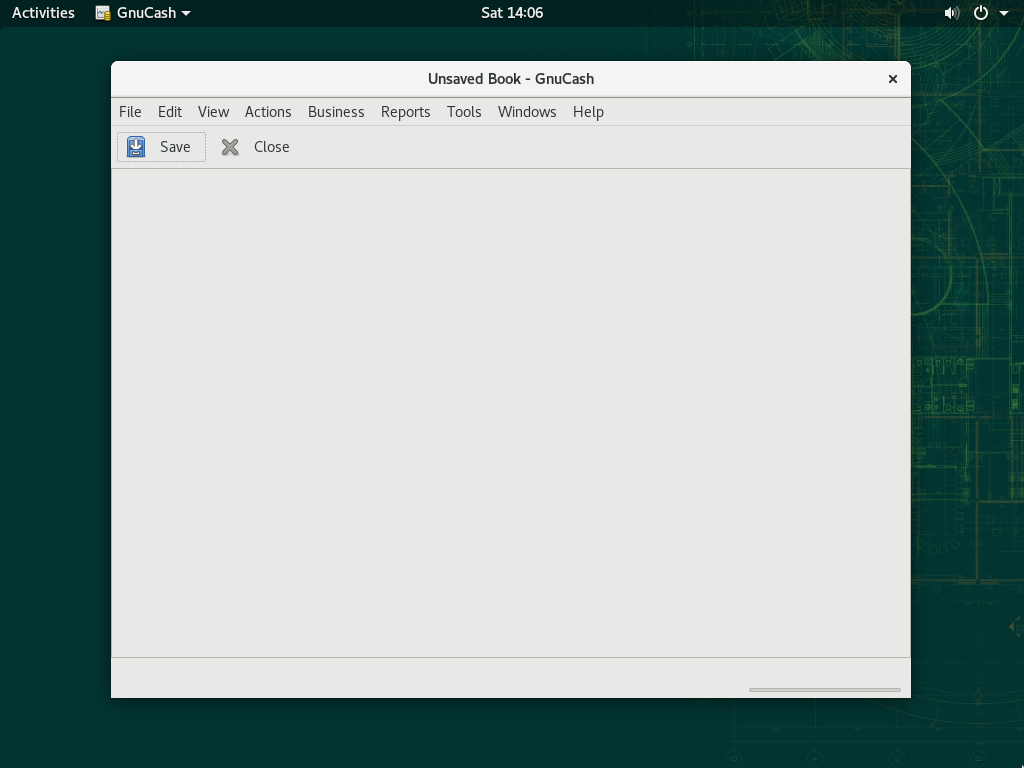 Activities GnuCash Sat 14:06
Unsaved Book - GnuCash
File Edit View Actions Business Reports Tools Windows Help
Save Close